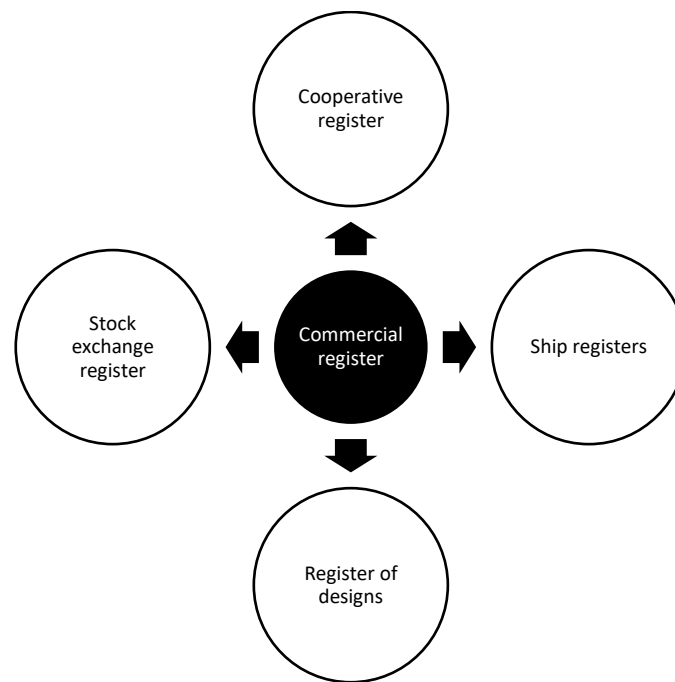 Cooperative
register
Stock
exchange
register
Commercial
register
Ship registers
Register of
designs